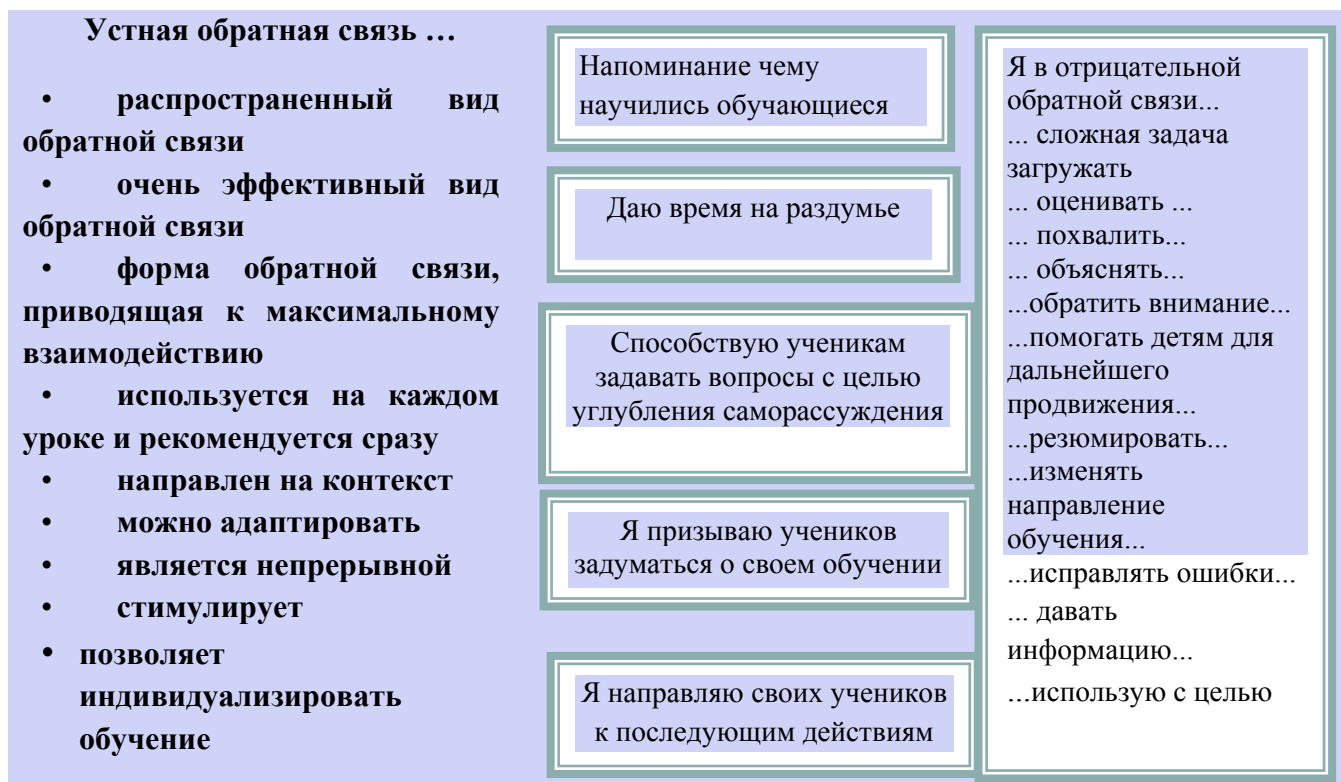 Устная обратная связь …
• распространенный вид
обратной связи
• очень эффективный вид
обратной связи
• форма обратной связи,
приводящая к максимальному
взаимодействию
• используется на каждом
уроке и рекомендуется сразу
• направлен на контекст
• можно адаптировать
• является непрерывной
• стимулирует
• позволяет
индивидуализировать
обучение
Напоминание чему
научились обучающиеся
Даю время на раздумье
Способствую ученикам
задавать вопросы с целью
углубления саморассуждения
Я призываю учеников
задуматься о своем обучении
Я направляю своих учеников
к последующим действиям
Я в отрицательной
обратной связи...
... сложная задача
загружать
... оценивать ...
... похвалить...
... объяснять...
...обратить внимание...
...помогать детям для
дальнейшего
продвижения...
...резюмировать...
...изменять
направление
обучения...
...исправлять ошибки...
... давать
информацию...
...использую с целью